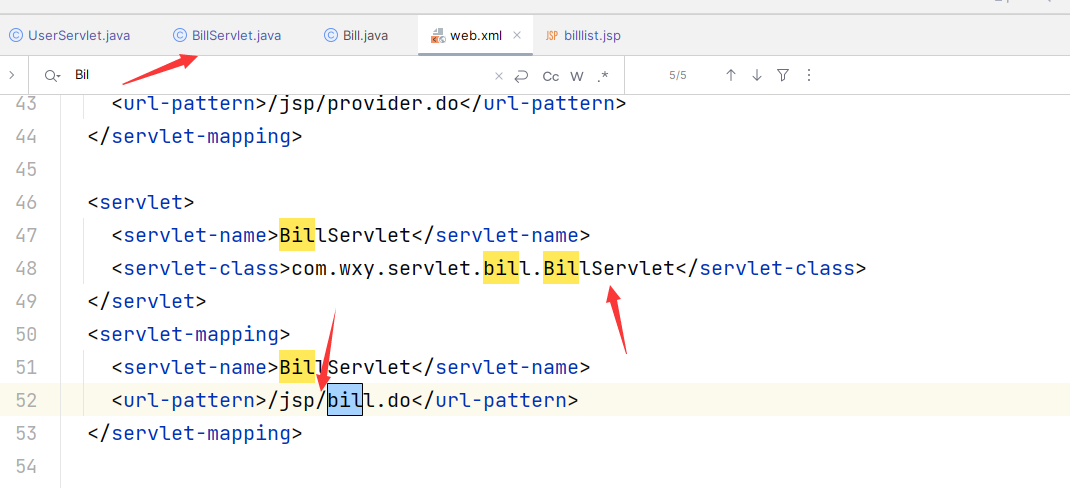 UserServlet.java BillServlet.java Bill.java web.xml × JSP billlist.jsp
Bil × Cc W .* 5/5
43 <url-pattern>/jsp/provider.do</url-pattern>
44 </servlet-mapping>
45
46 <servlet>
47 <servlet-name>BillServlet</servlet-name>
48 <servlet-class>com.wxy.servlet.bill.BillServlet</servlet-class>
49 </servlet>
50 <servlet-mapping>
51 <servlet-name>BillServlet</servlet-name>
52 <url-pattern>/jsp/bill.do</url-pattern>
53 </servlet-mapping>
54